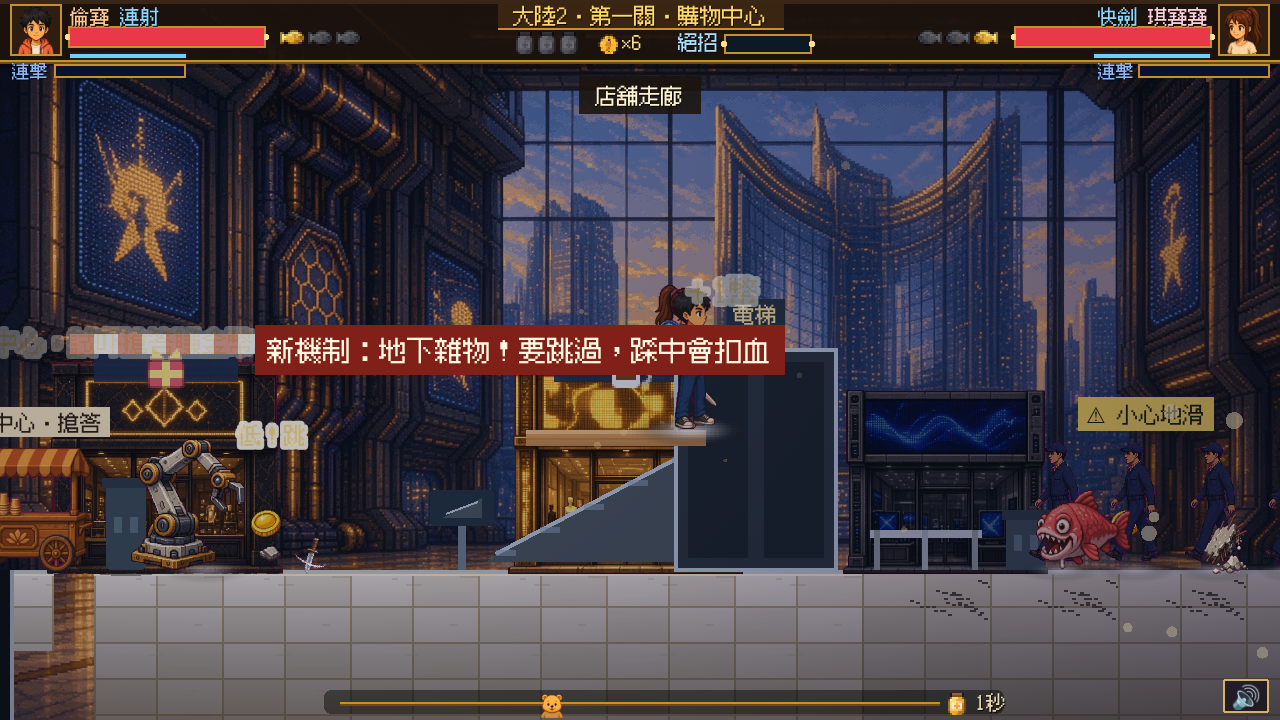 倫寶 連射
大陸2・第一關・購物中心
快劍 琪寶寶
×6
絕招
連擊
連擊
店舖走廊
電梯
新機制：地下雜物！要跳過，踩中會扣血
中心・搶答
低！跳
⚠ 小心地滑
1秒